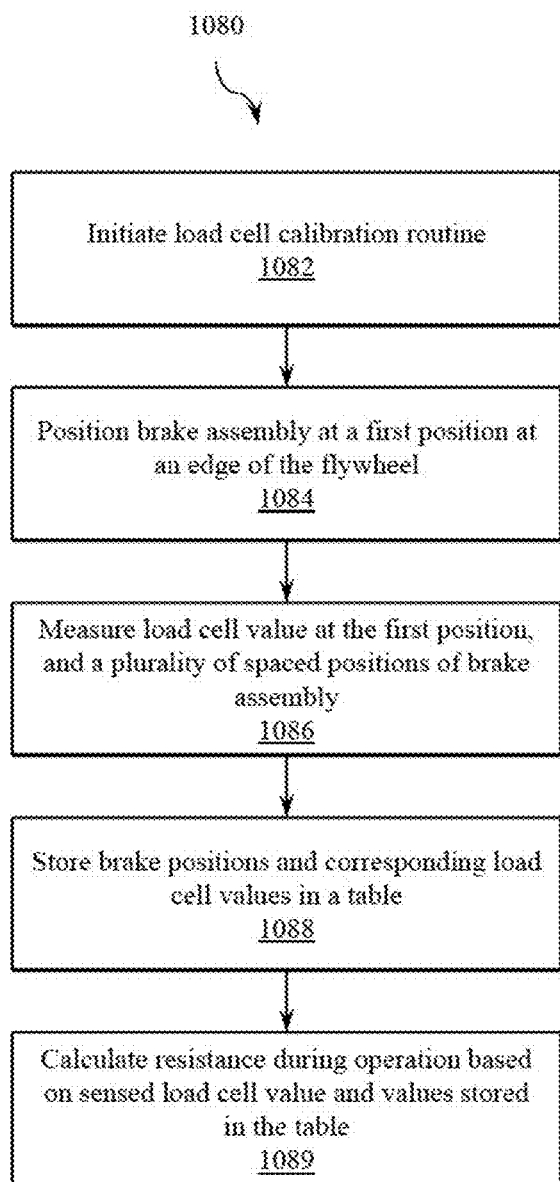 1080
Initiate load cell calibration routine
1082
Position brake assembly at a first position at
an edge of the flywheel
1084
Measure load cell value at the first position,
and a plurality of spaced positions of brake
assembly
1086
Store brake positions and corresponding load
cell values in a table
1088
Calculate resistance during operation based
on sensed load cell value and values stored
in the table
1089